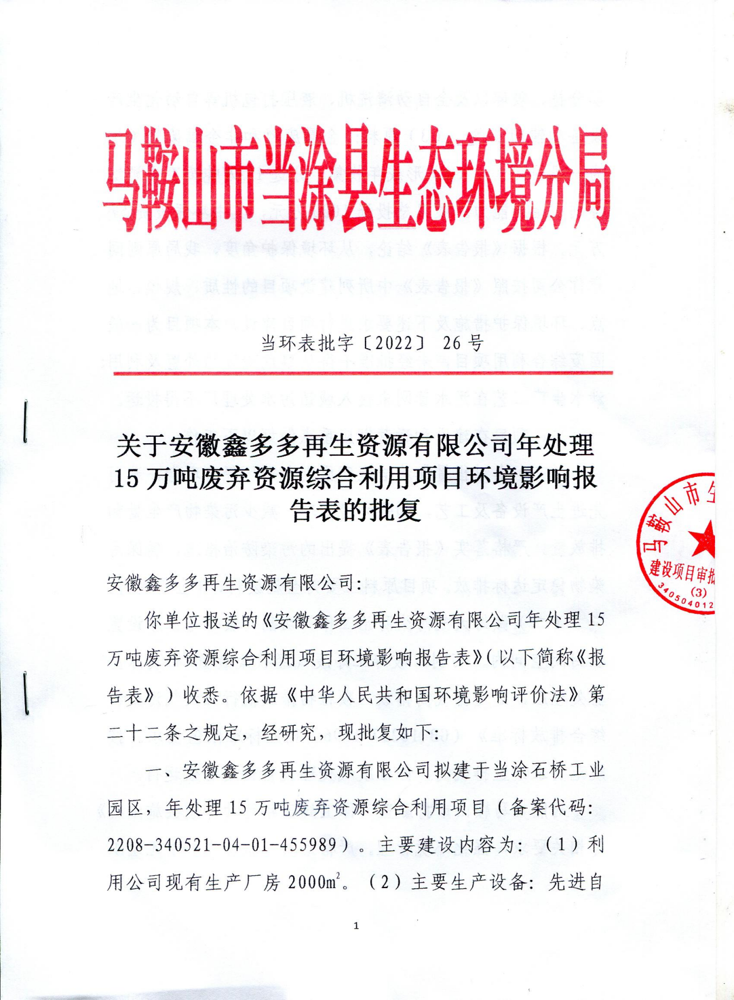 马鞍山市当涂县生态环境分局
当环表批字〔2022〕 26号
关于安徽鑫多多再生资源有限公司年处理
15万吨废弃资源综合利用项目环境影响报
告表的批复
安徽鑫多多再生资源有限公司:
你单位报送的《安徽鑫多多再生资源有限公司年处理15
万吨废弃资源综合利用项目环境影响报告表》(以下简称《报
告表》)收悉。依据《中华人民共和国环境影响评价法》第
二十二条之规定，经研究，现批复如下:
一、安徽鑫多多再生资源有限公司拟建于当涂石桥工业
园区，年处理15万吨废弃资源综合利用项目（备案代码:
2208-340521-04-01-455989）。主要建设内容为:（1)利
用公司现有生产厂房2000m²。（2)主要生产设备: 先进自
1
马鞍山市生
建设项目审批
(3)
340504012